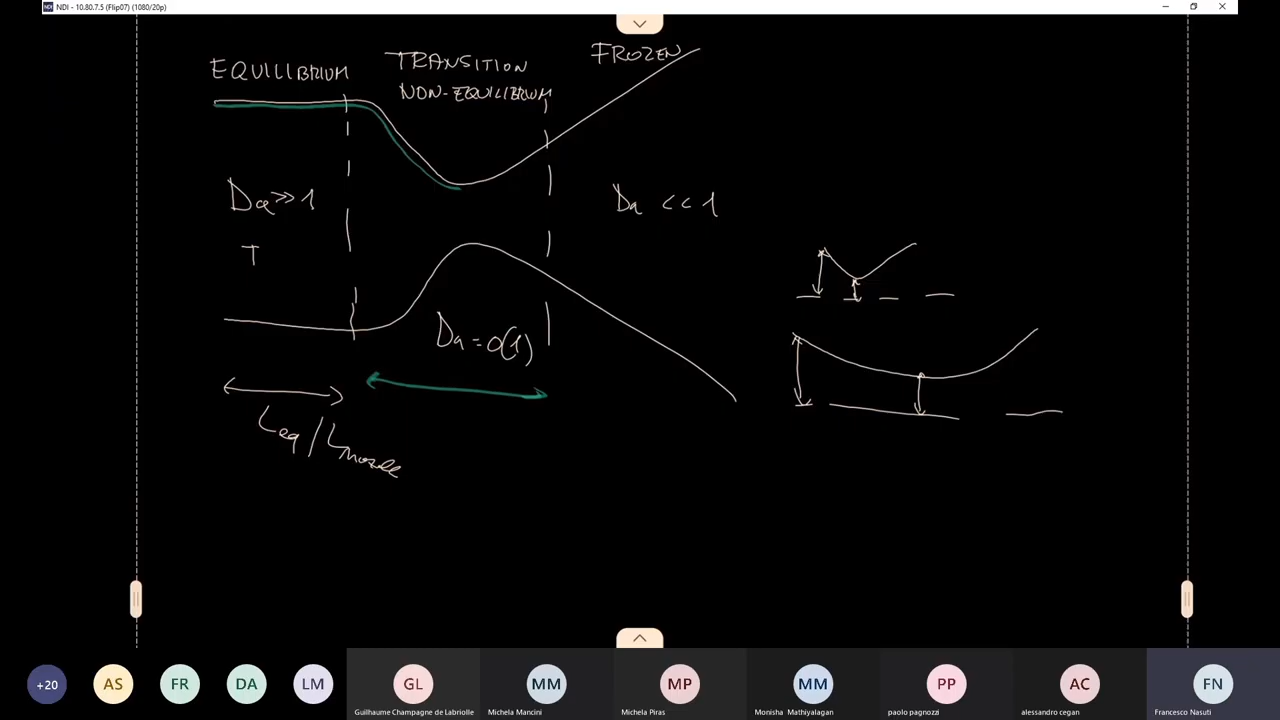 NDI - 10.80.7.5 (Flip07) (1080/20p)
EQUILIBRIUM
TRANSITION
NON-EQUILIBRIUM
FROZEN
Da >> 1
T
Da << 1
Da = O(1)
Leq / Lnozzle
+20
AS
FR
DA
LM
GL
MM
MP
MM
PP
AC
FN
Guillaume Champagne de Labriolle
Michela Mancini
Michela Piras
Monisha Mathiyalagan
paolo pagnozzi
alessandro cegan
Francesco Nasuti